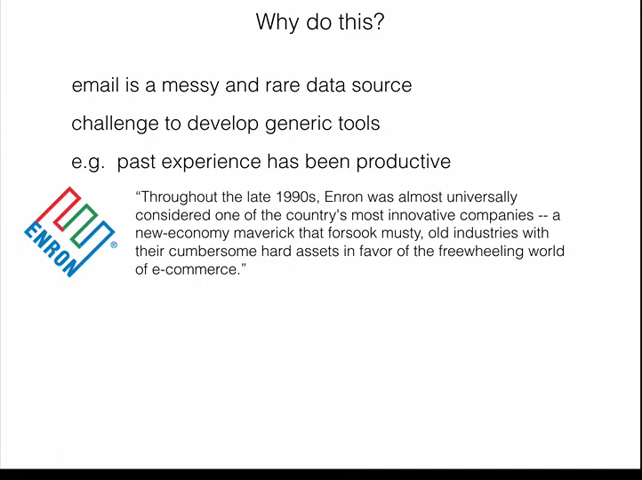 Why do this?
email is a messy and rare data source
challenge to develop generic tools
e.g. past experience has been productive
“Throughout the late 1990s, Enron was almost universally
considered one of the country's most innovative companies -- a
new-economy maverick that forsook musty, old industries with
their cumbersome hard assets in favor of the freewheeling world
of e-commerce.”
ENRON®